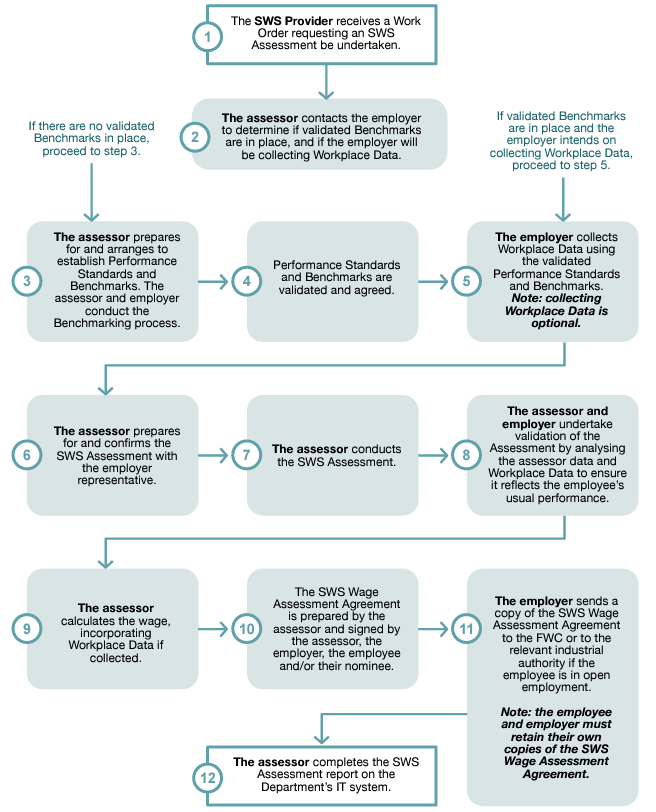 1
The SWS Provider receives a Work
Order requesting an SWS
Assessment be undertaken.
2
The assessor contacts the employer
to determine if validated Benchmarks
are in place, and if the employer will
be collecting Workplace Data.
If there are no validated
Benchmarks in place,
proceed to step 3.
If validated Benchmarks
are in place and the
employer intends on
collecting Workplace Data,
proceed to step 5.
3
The assessor prepares
for and arranges to
establish Performance
Standards and
Benchmarks. The
assessor and employer
conduct the
Benchmarking process.
4
Performance Standards
and Benchmarks are
validated and agreed.
5
The employer collects
Workplace Data using
the validated
Performance Standards
and Benchmarks.
Note: collecting
Workplace Data is
optional.
6
The assessor prepares
for and confirms the
SWS Assessment with
the employer
representative.
7
The assessor conducts
the SWS Assessment.
8
The assessor and
employer undertake
validation of the
Assessment by analysing
the assessor data and
Workplace Data to ensure
it reflects the employee's
usual performance.
9
The assessor
calculates the wage,
incorporating
Workplace Data if
collected.
10
The SWS Wage
Assessment Agreement
is prepared by the
assessor and signed by
the assessor, the
employer, the employee
and/or their nominee.
11
The employer sends a
copy of the SWS Wage
Assessment Agreement
to the FWC or to the
relevant industrial
authority if the
employee is in open
employment.
Note: the employee
and employer must
retain their own
copies of the SWS
Wage Assessment
Agreement.
12
The assessor completes the SWS
Assessment report on the
Department's IT system.